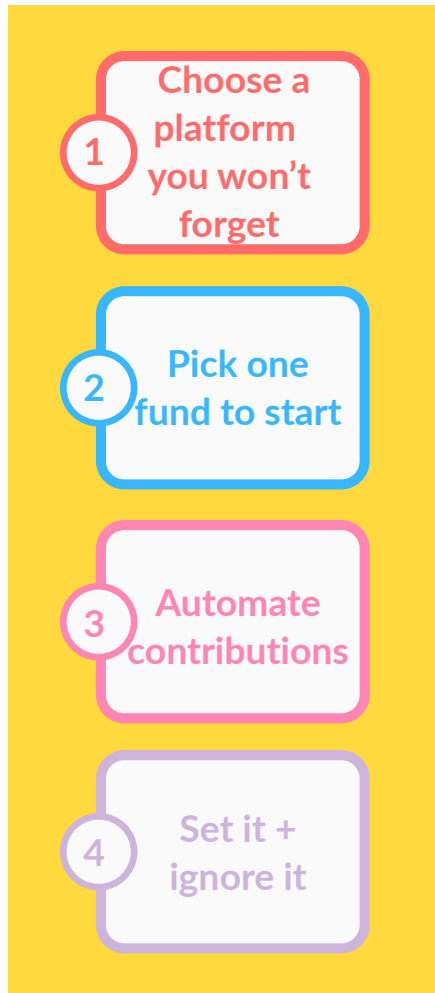 1
Choose a
platform
you won’t
forget
2
Pick one
fund to start
3
Automate
contributions
4
Set it +
ignore it